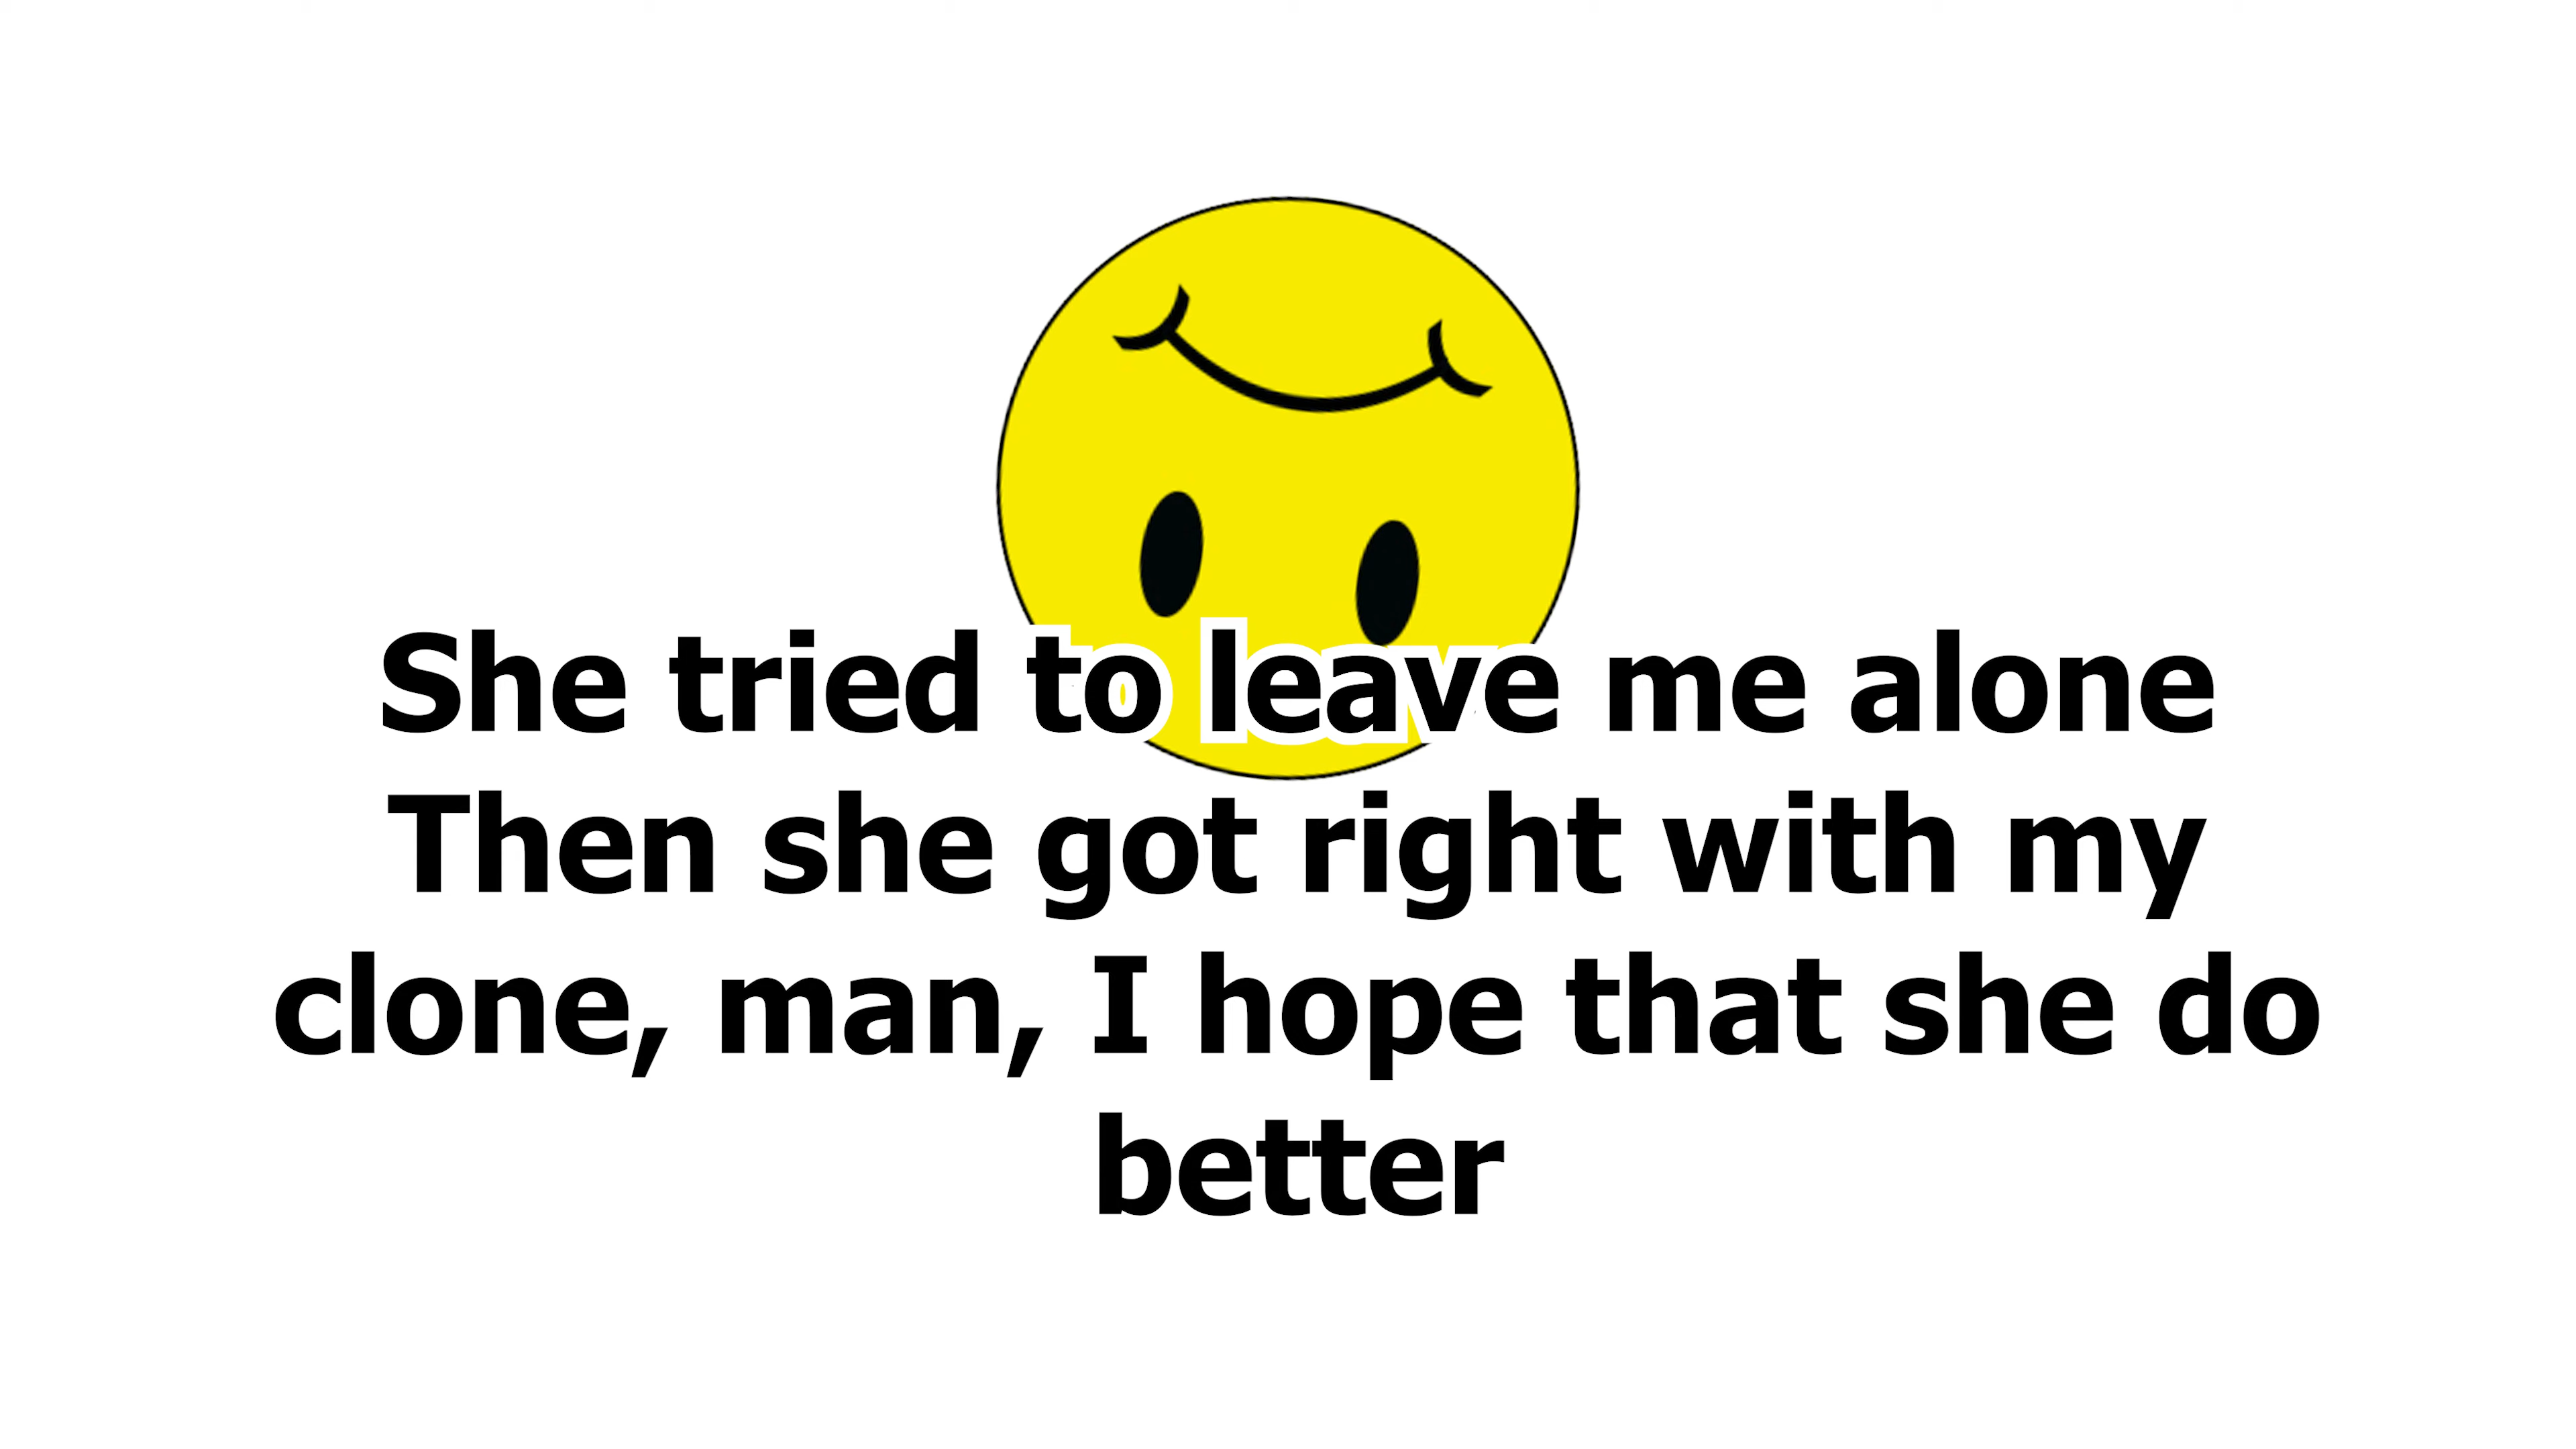 She tried to leave me alone
Then she got right with my
clone, man, I hope that she do
better